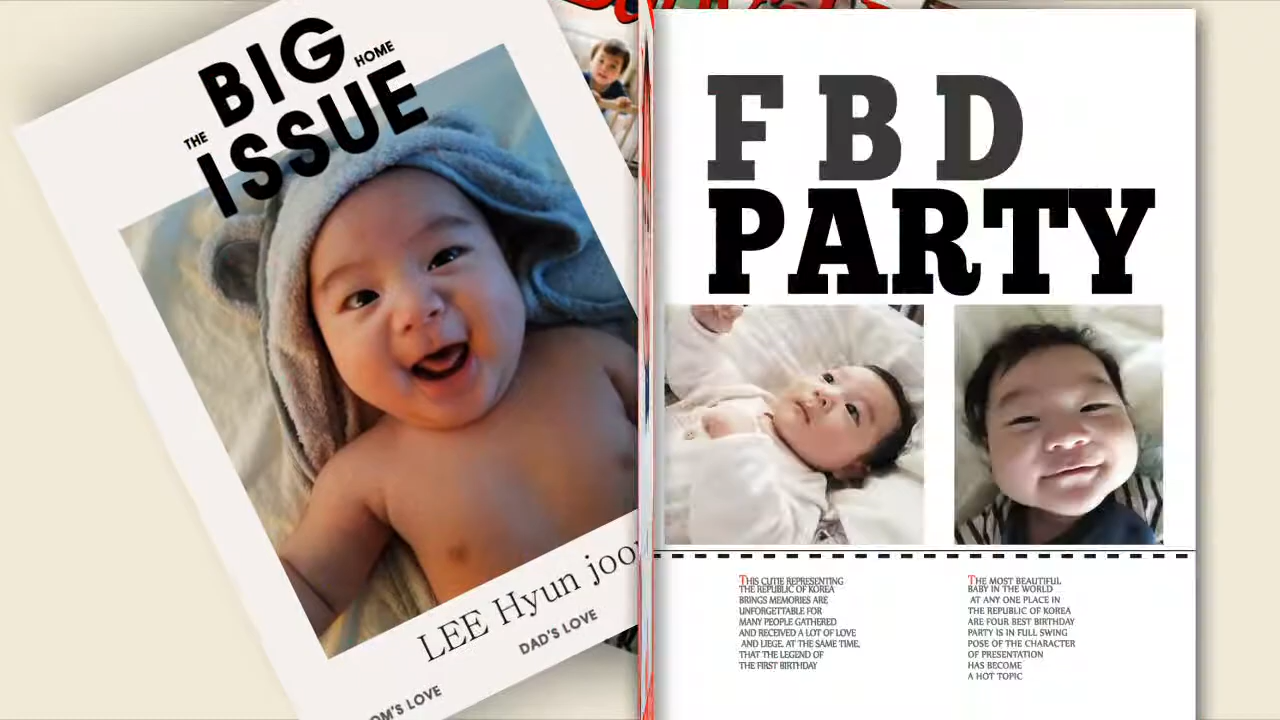 BIG
HOME
THE
ISSUE
LEE Hyun joo
DAD'S LOVE
OM'S LOVE
F B D
PARTY
THIS CUTIE REPRESENTING
THE REPUBLIC OF KOREA
BRINGS MEMORIES ARE
UNFORGETTABLE FOR
MANY PEOPLE GATHERED
AND RECEIVED A LOT OF LOVE
AND LIEGE. AT THE SAME TIME,
THAT THE LEGEND OF
THE FIRST BIRTHDAY
THE MOST BEAUTIFUL
BABY IN THE WORLD
AT ANY ONE PLACE IN
THE REPUBLIC OF KOREA
ARE FOUR BEST BIRTHDAY
PARTY IS IN FULL SWING
POSE OF THE CHARACTER
OF PRESENTATION
HAS BECOME
A HOT TOPIC